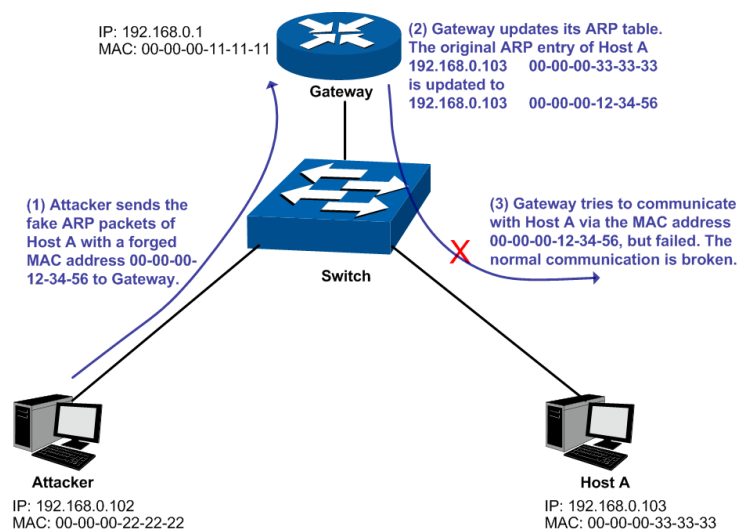 IP: 192.168.0.1
MAC: 00-00-00-11-11-11
Gateway
(2) Gateway updates its ARP table.
The original ARP entry of Host A
192.168.0.103 00-00-00-33-33-33
is updated to
192.168.0.103 00-00-00-12-34-56
(1) Attacker sends the
fake ARP packets of
Host A with a forged
MAC address 00-00-00-
12-34-56 to Gateway.
(3) Gateway tries to communicate
with Host A via the MAC address
00-00-00-12-34-56, but failed. The
normal communication is broken.
X
Switch
Attacker
IP: 192.168.0.102
MAC: 00-00-00-22-22-22
Host A
IP: 192.168.0.103
MAC: 00-00-00-33-33-33